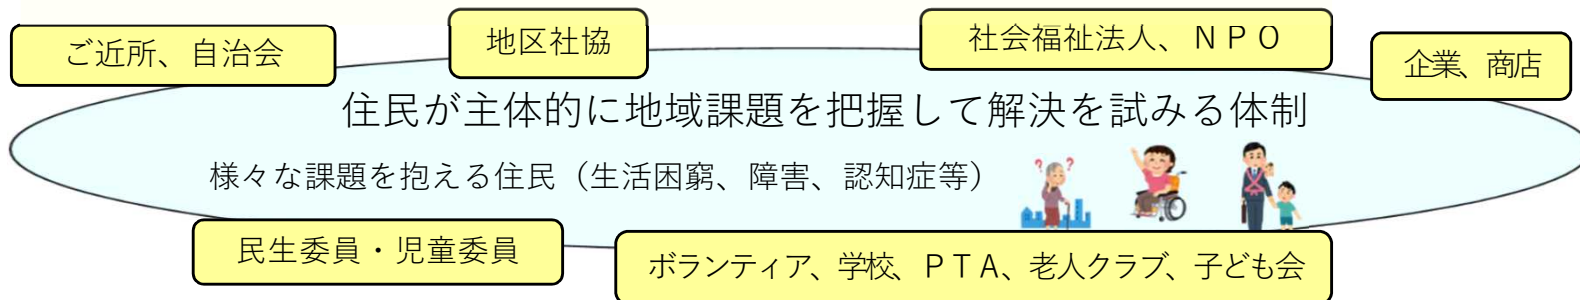 ご近所、自治会
地区社協
社会福祉法人、ＮＰＯ
企業、商店
住民が主体的に地域課題を把握して解決を試みる体制
様々な課題を抱える住民（生活困窮、障害、認知症等）
? ?
民生委員・児童委員
ボランティア、学校、ＰＴＡ、老人クラブ、子ども会